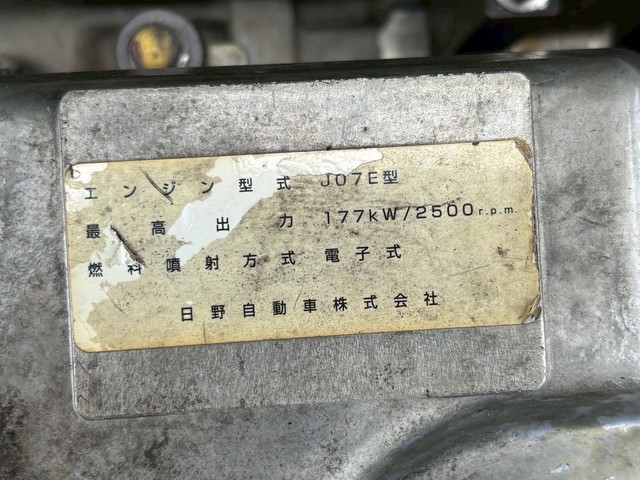 エンジン型式 J07E型
最高出力 177kW/2500r.p.m.
燃料噴射方式 電子式
日野自動車株式会社